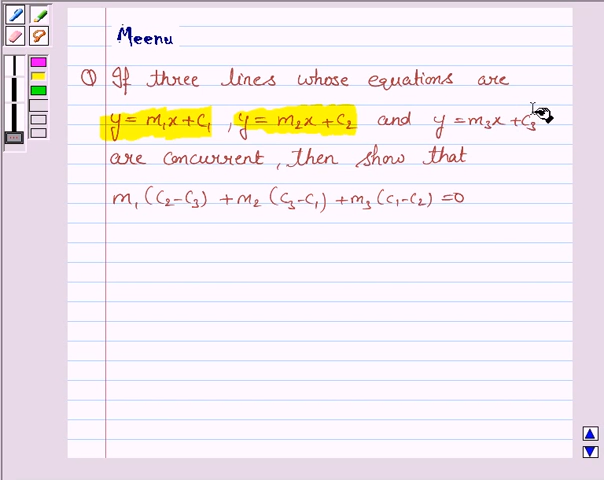 Meenu
Q If three lines whose equations are
y = m₁x + c₁ , y = m₂x + c₂ and y = m₃x + c₃
are concurrent, then show that
m₁ (c₂-c₃) + m₂ (c₃-c₁) + m₃ (c₁-c₂) = 0